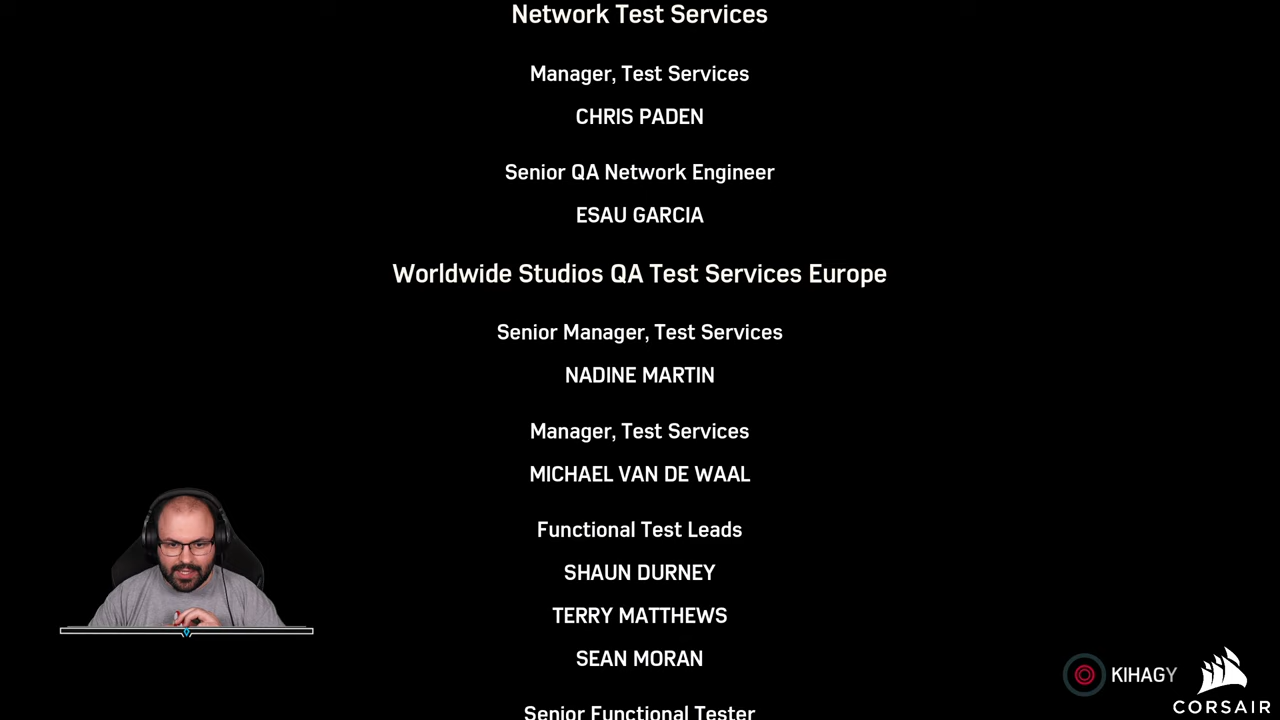 Network Test Services
Manager, Test Services
CHRIS PADEN
Senior QA Network Engineer
ESAU GARCIA
Worldwide Studios QA Test Services Europe
Senior Manager, Test Services
NADINE MARTIN
Manager, Test Services
MICHAEL VAN DE WAAL
Functional Test Leads
SHAUN DURNEY
TERRY MATTHEWS
SEAN MORAN
Senior Functional Tester
KIHAGY
CORSAIR